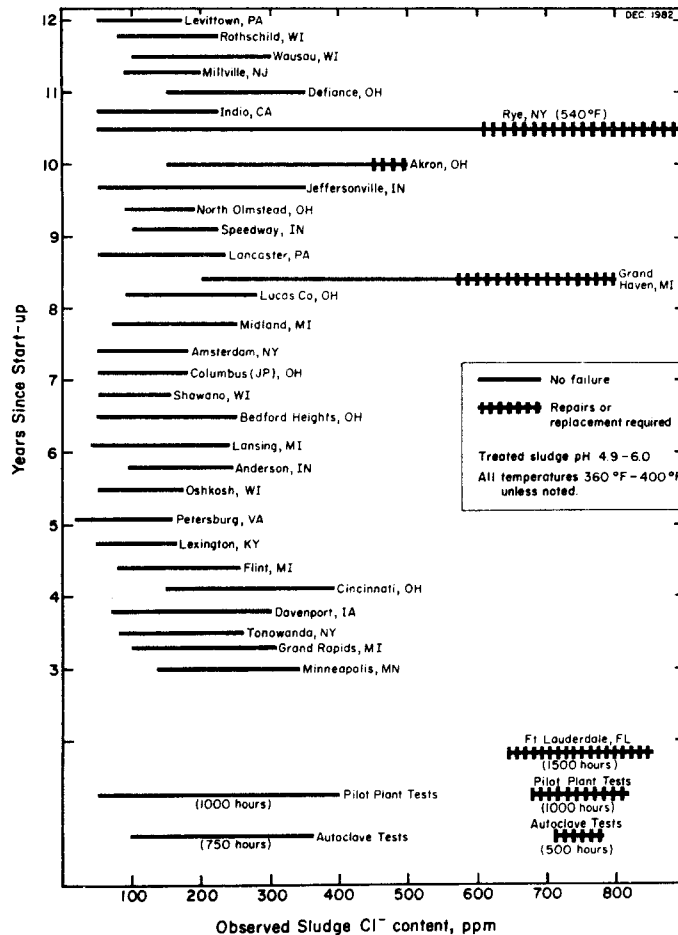 DEC. 1982
12
Levittown, PA
Rothschild, WI
Wausau, WI
Millville, NJ
11
Defiance, OH
Indio, CA
Rye, NY (540°F)
10
Akron, OH
Jeffersonville, IN
North Olmstead, OH
9
Speedway, IN
Lancaster, PA
Grand
Haven, MI
8
Lucas Co, OH
Midland, MI
Amsterdam, NY
7
Columbus (JP), OH
Shawano, WI
Bedford Heights, OH
6
Lansing, MI
Anderson, IN
Oshkosh, WI
5
Petersburg, VA
Lexington, KY
Flint, MI
4
Cincinnati, OH
Davenport, IA
Tonowanda, NY
Grand Rapids, MI
3
Minneapolis, MN
No failure
Repairs or
replacement required
Treated sludge pH 4.9-6.0
All temperatures 360°F-400°F
unless noted.
Ft Lauderdale, FL
(1500 hours)
Pilot Plant Tests
(1000 hours)
Pilot Plant Tests
(1000 hours)
Autoclave Tests
(750 hours)
Autoclave Tests
(500 hours)
100 200 300 400 500 600 700 800
Observed Sludge Cl⁻ content, ppm
Years Since Start-up